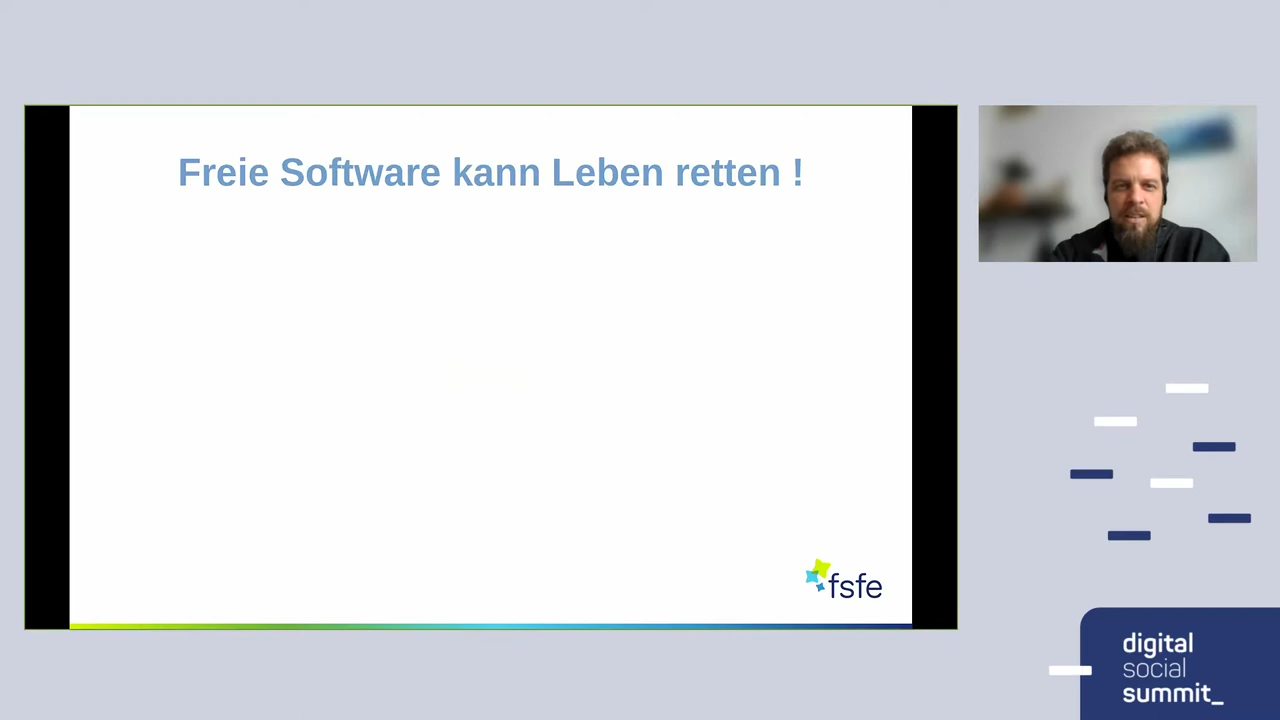 Freie Software kann Leben retten !
fsfe
digital
social
summit_